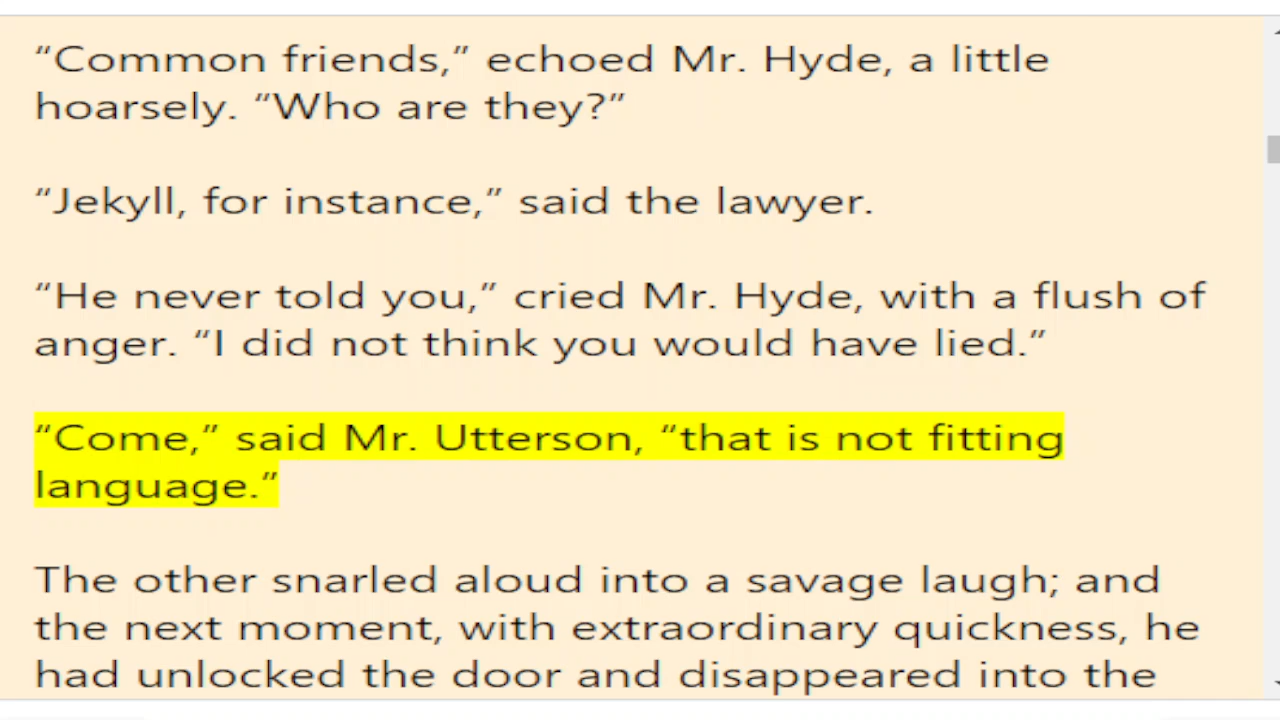 “Common friends,” echoed Mr. Hyde, a little
hoarsely. “Who are they?”
“Jekyll, for instance,” said the lawyer.
“He never told you,” cried Mr. Hyde, with a flush of
anger. “I did not think you would have lied.”
“Come,” said Mr. Utterson, “that is not fitting
language.”
The other snarled aloud into a savage laugh; and
the next moment, with extraordinary quickness, he
had unlocked the door and disappeared into the